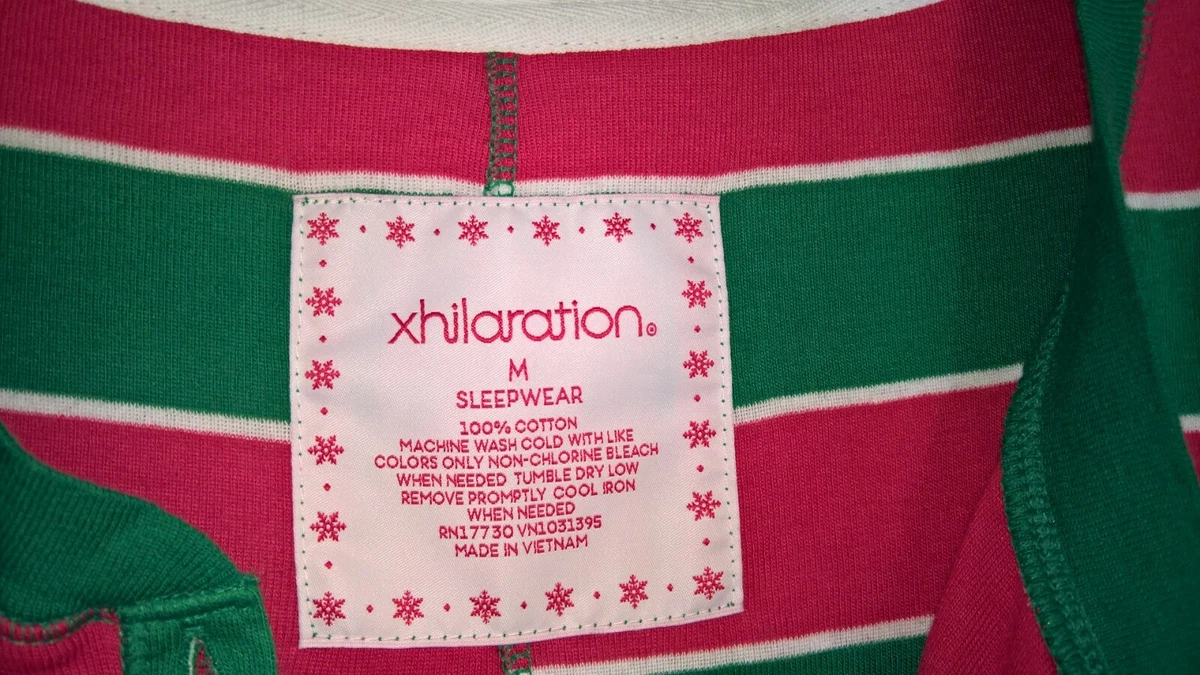 xhilaration®
M
SLEEPWEAR
100% COTTON
MACHINE WASH COLD WITH LIKE
COLORS ONLY NON-CHLORINE BLEACH
WHEN NEEDED TUMBLE DRY LOW
REMOVE PROMPTLY COOL IRON
WHEN NEEDED
RN17730 VN1031395
MADE IN VIETNAM